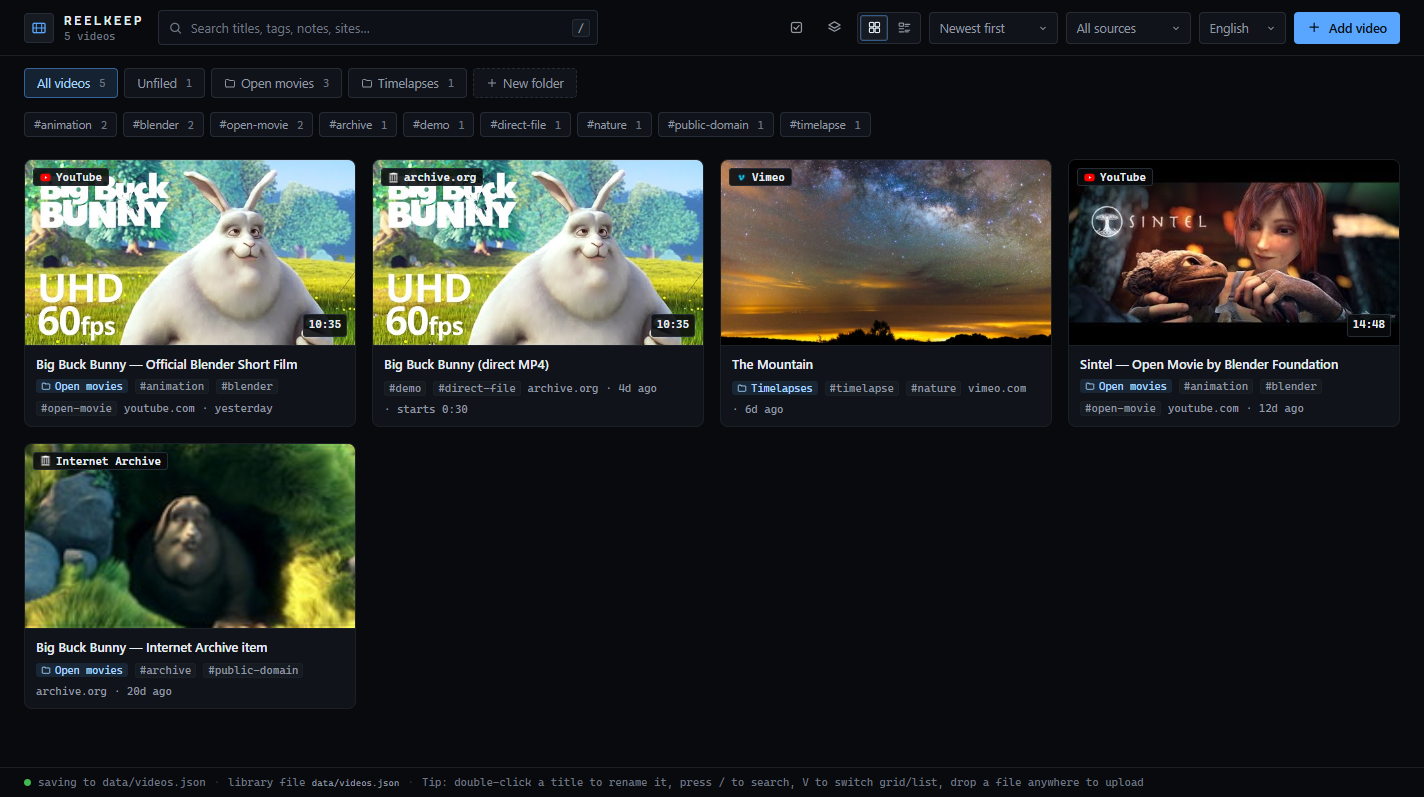 REELKEEP
5 videos
Search titles, tags, notes, sites...
/
Newest first
All sources
English
+ Add video
All videos 5
Unfiled 1
Open movies 3
Timelapses 1
+ New folder
#animation 2
#blender 2
#open-movie 2
#archive 1
#demo 1
#direct-file 1
#nature 1
#public-domain 1
#timelapse 1
YouTube
Big Buck
BUNNY
UHD
60fps
10:35
Big Buck Bunny — Official Blender Short Film
Open movies #animation #blender
#open-movie youtube.com · yesterday
archive.org
Big Buck
BUNNY
UHD
60fps
10:35
Big Buck Bunny (direct MP4)
#demo #direct-file archive.org · 4d ago
· starts 0:30
Vimeo
The Mountain
Timelapses #timelapse #nature vimeo.com
· 6d ago
YouTube
SINTEL
14:48
Sintel — Open Movie by Blender Foundation
Open movies #animation #blender
#open-movie youtube.com · 12d ago
Internet Archive
Big Buck Bunny — Internet Archive item
Open movies #archive #public-domain
archive.org · 20d ago
saving to data/videos.json · library file data/videos.json · Tip: double-click a title to rename it, press / to search, V to switch grid/list, drop a file anywhere to upload